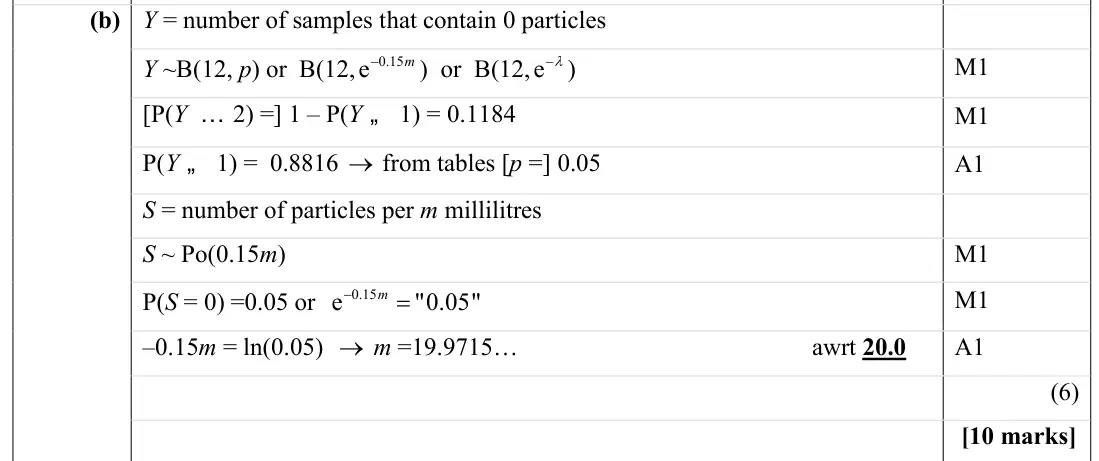 (b) Y = number of samples that contain 0 particles
Y ~B(12, p) or B(12, e^{–0.15m}) or B(12, e^{–λ}) M1
[P(Y … 2) =] 1 – P(Y „ 1) = 0.1184 M1
P(Y „ 1) = 0.8816 → from tables [p =] 0.05 A1
S = number of particles per m millilitres
S ~ Po(0.15m) M1
P(S = 0) =0.05 or e^{–0.15m} = "0.05" M1
–0.15m = ln(0.05) → m =19.9715… awrt 20.0 A1
(6)
[10 marks]